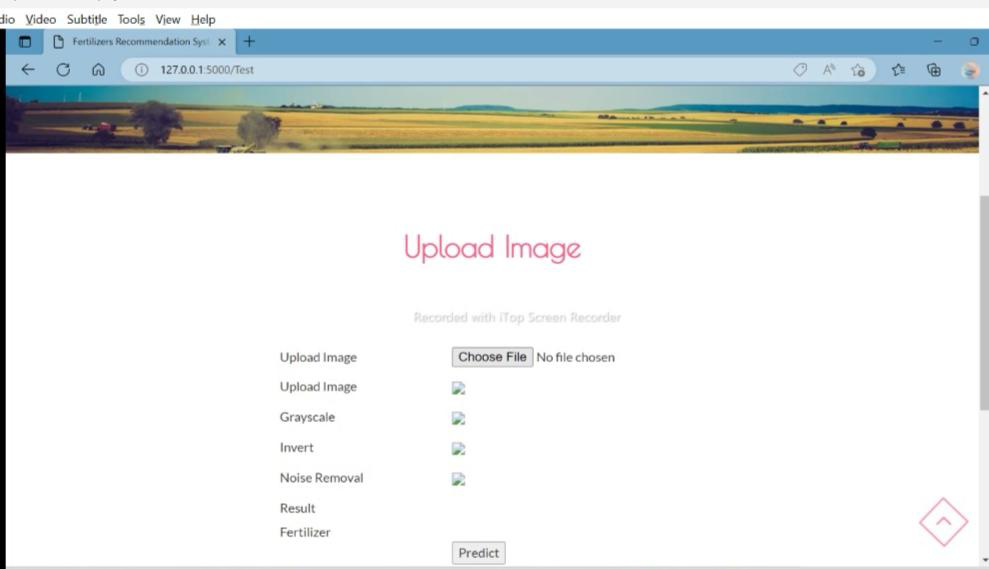 dio Video Subtitle Tools View Help
Fertilizers Recommendation Sys
127.0.0.1:5000/Test
Upload Image
Recorded with iTop Screen Recorder
Upload Image Choose File No file chosen
Upload Image
Grayscale
Invert
Noise Removal
Result
Fertilizer
Predict